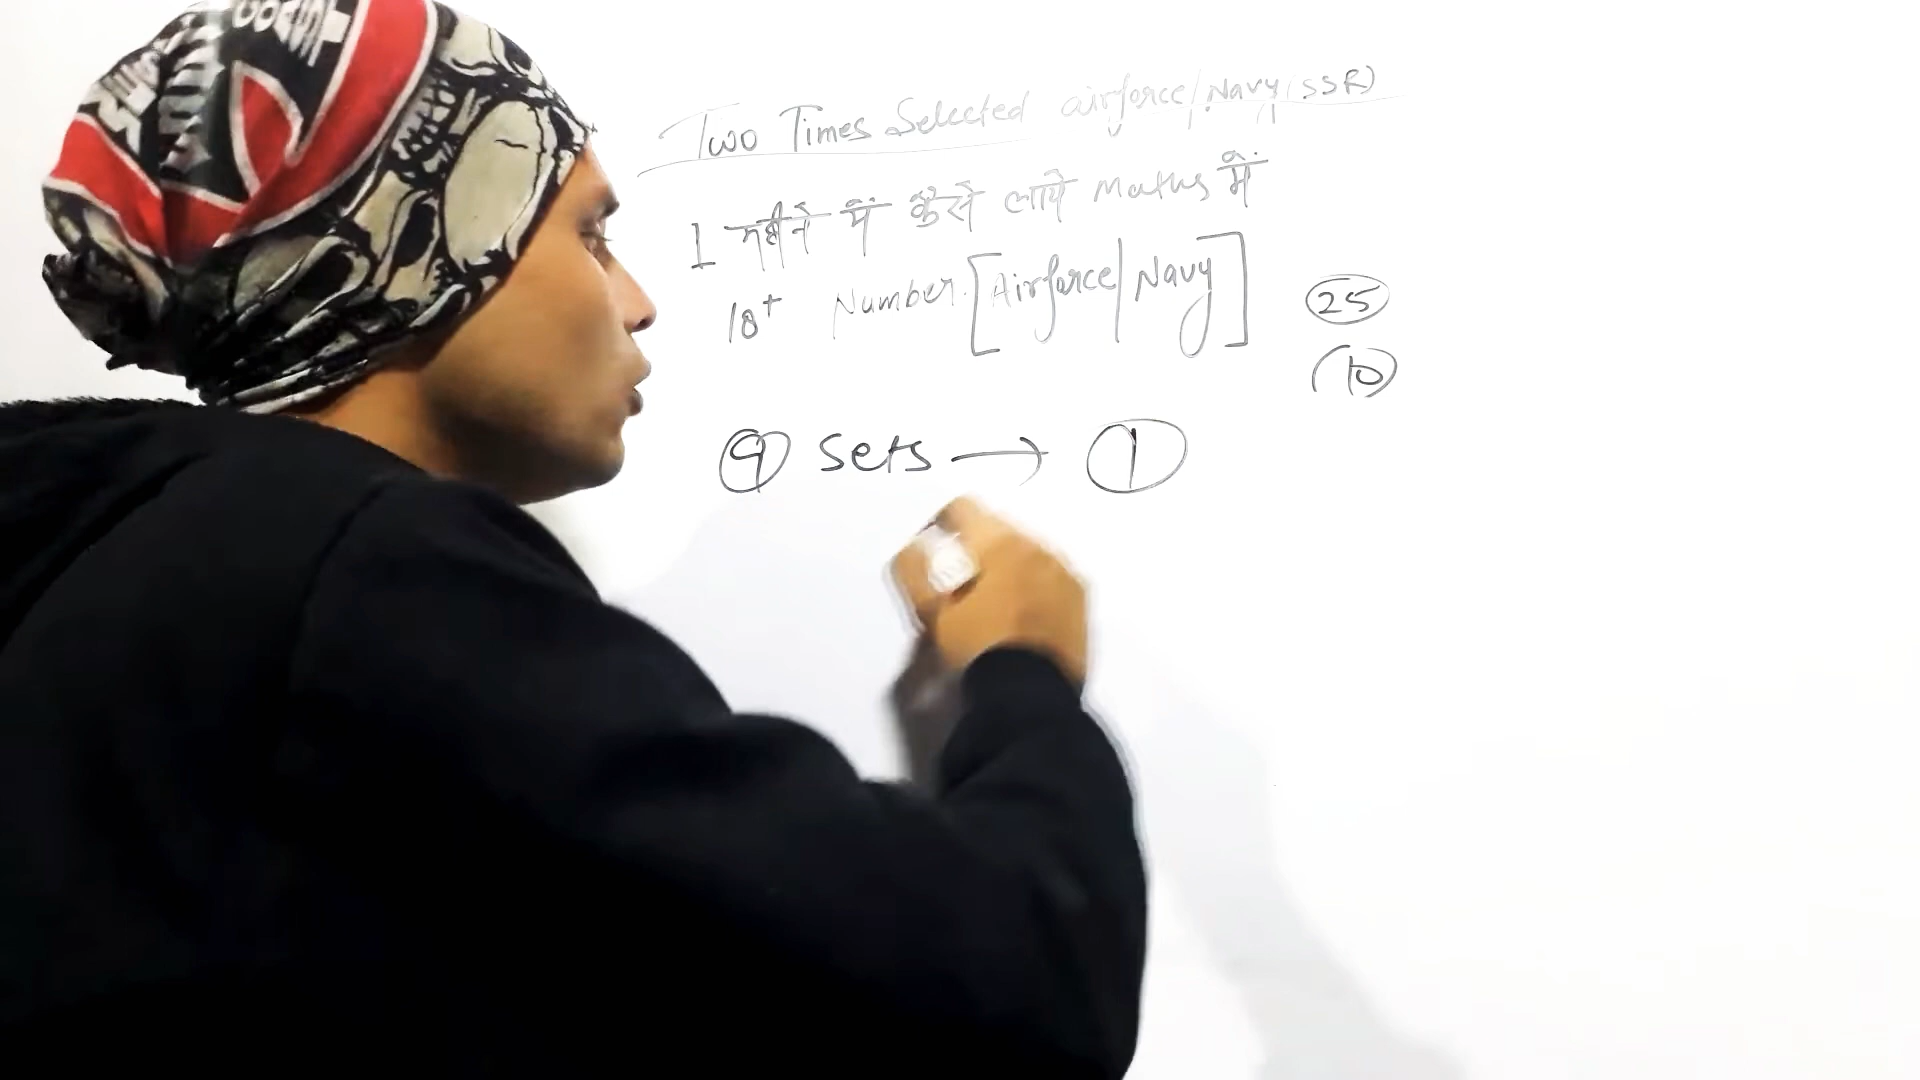 Two Times Selected airforce/Navy(SSR)
1 महीने में कैसे लाये Maths में
18+ Number [Airforce/Navy]
25
10
9 Sets → 1